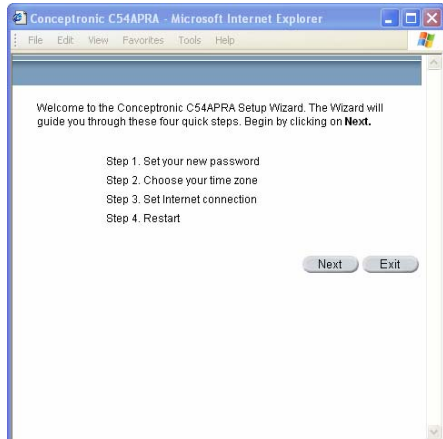 Conceptronic C54APRA - Microsoft Internet Explorer
File Edit View Favorites Tools Help
Welcome to the Conceptronic C54APRA Setup Wizard. The Wizard will
guide you through these four quick steps. Begin by clicking on Next.
Step 1. Set your new password
Step 2. Choose your time zone
Step 3. Set Internet connection
Step 4. Restart
Next Exit